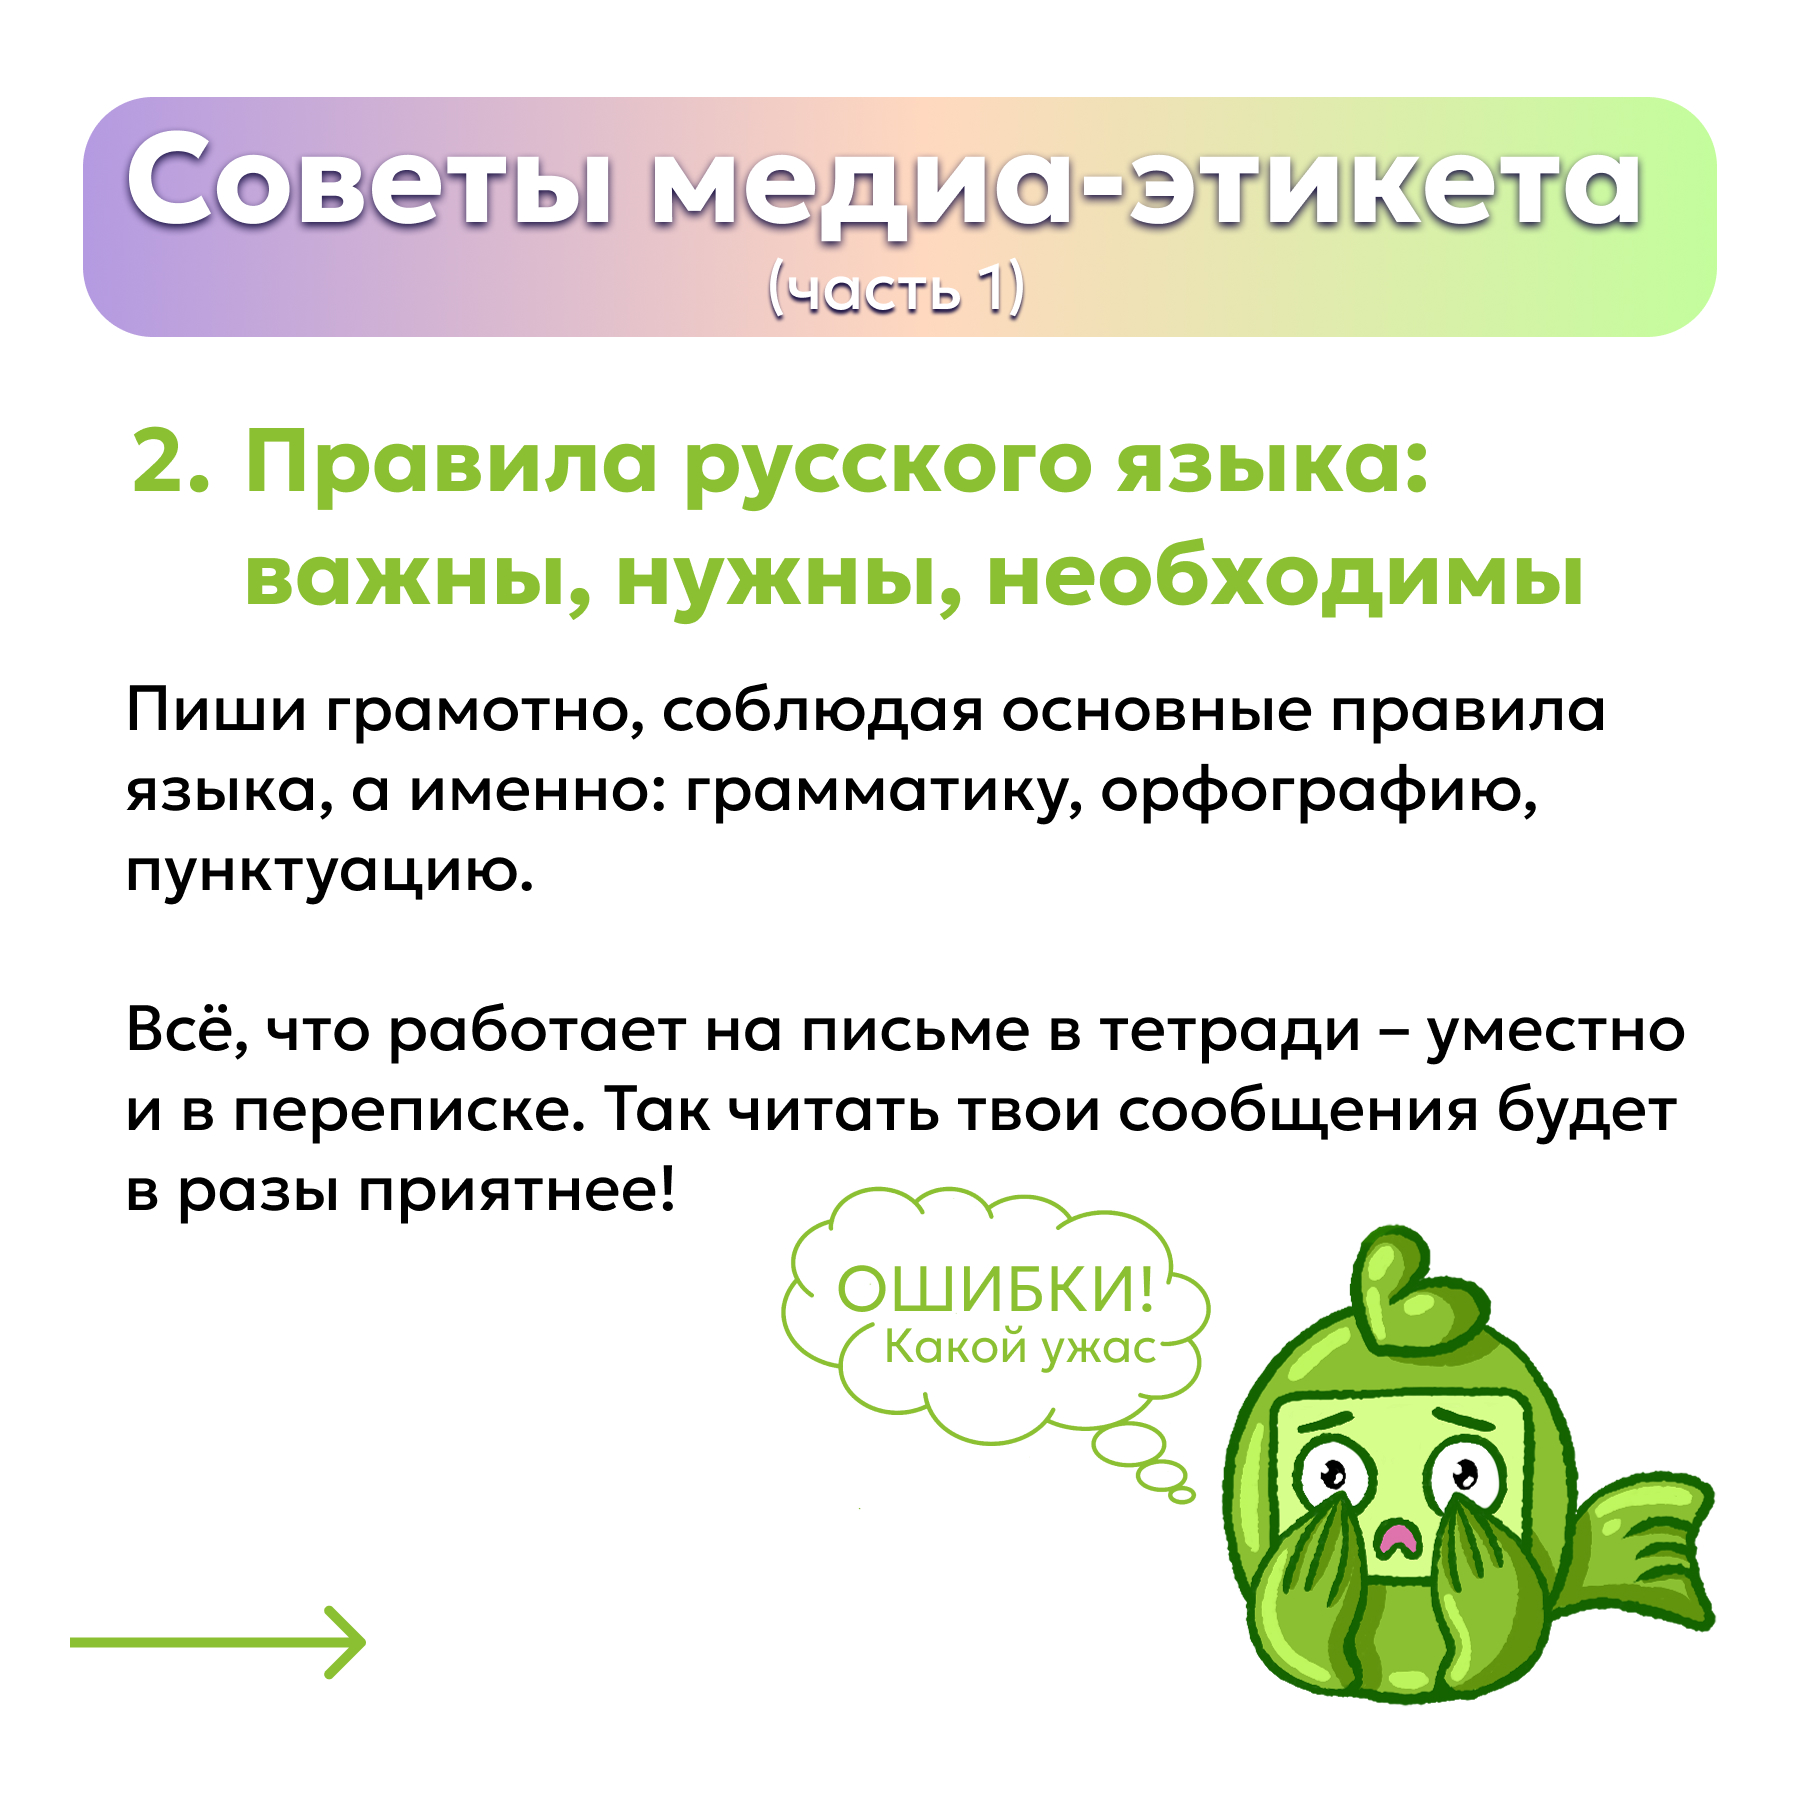 Советы медиа-этикета
(часть 1)
2. Правила русского языка:
важны, нужны, необходимы
Пиши грамотно, соблюдая основные правила
языка, а именно: грамматику, орфографию,
пунктуацию.
Всё, что работает на письме в тетради – уместно
и в переписке. Так читать твои сообщения будет
в разы приятнее!
ОШИБКИ!
Какой ужас